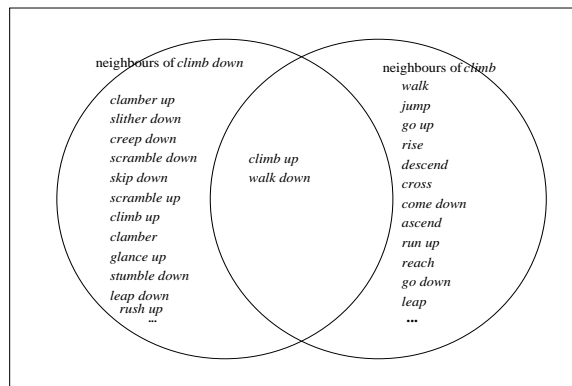 neighbours of climb down
clamber up
slither down
creep down
scramble down
skip down
scramble up
climb up
clamber
glance up
stumble down
leap down
rush up
...
climb up
walk down
neighbours of climb
walk
jump
go up
rise
descend
cross
come down
ascend
run up
reach
go down
leap
...